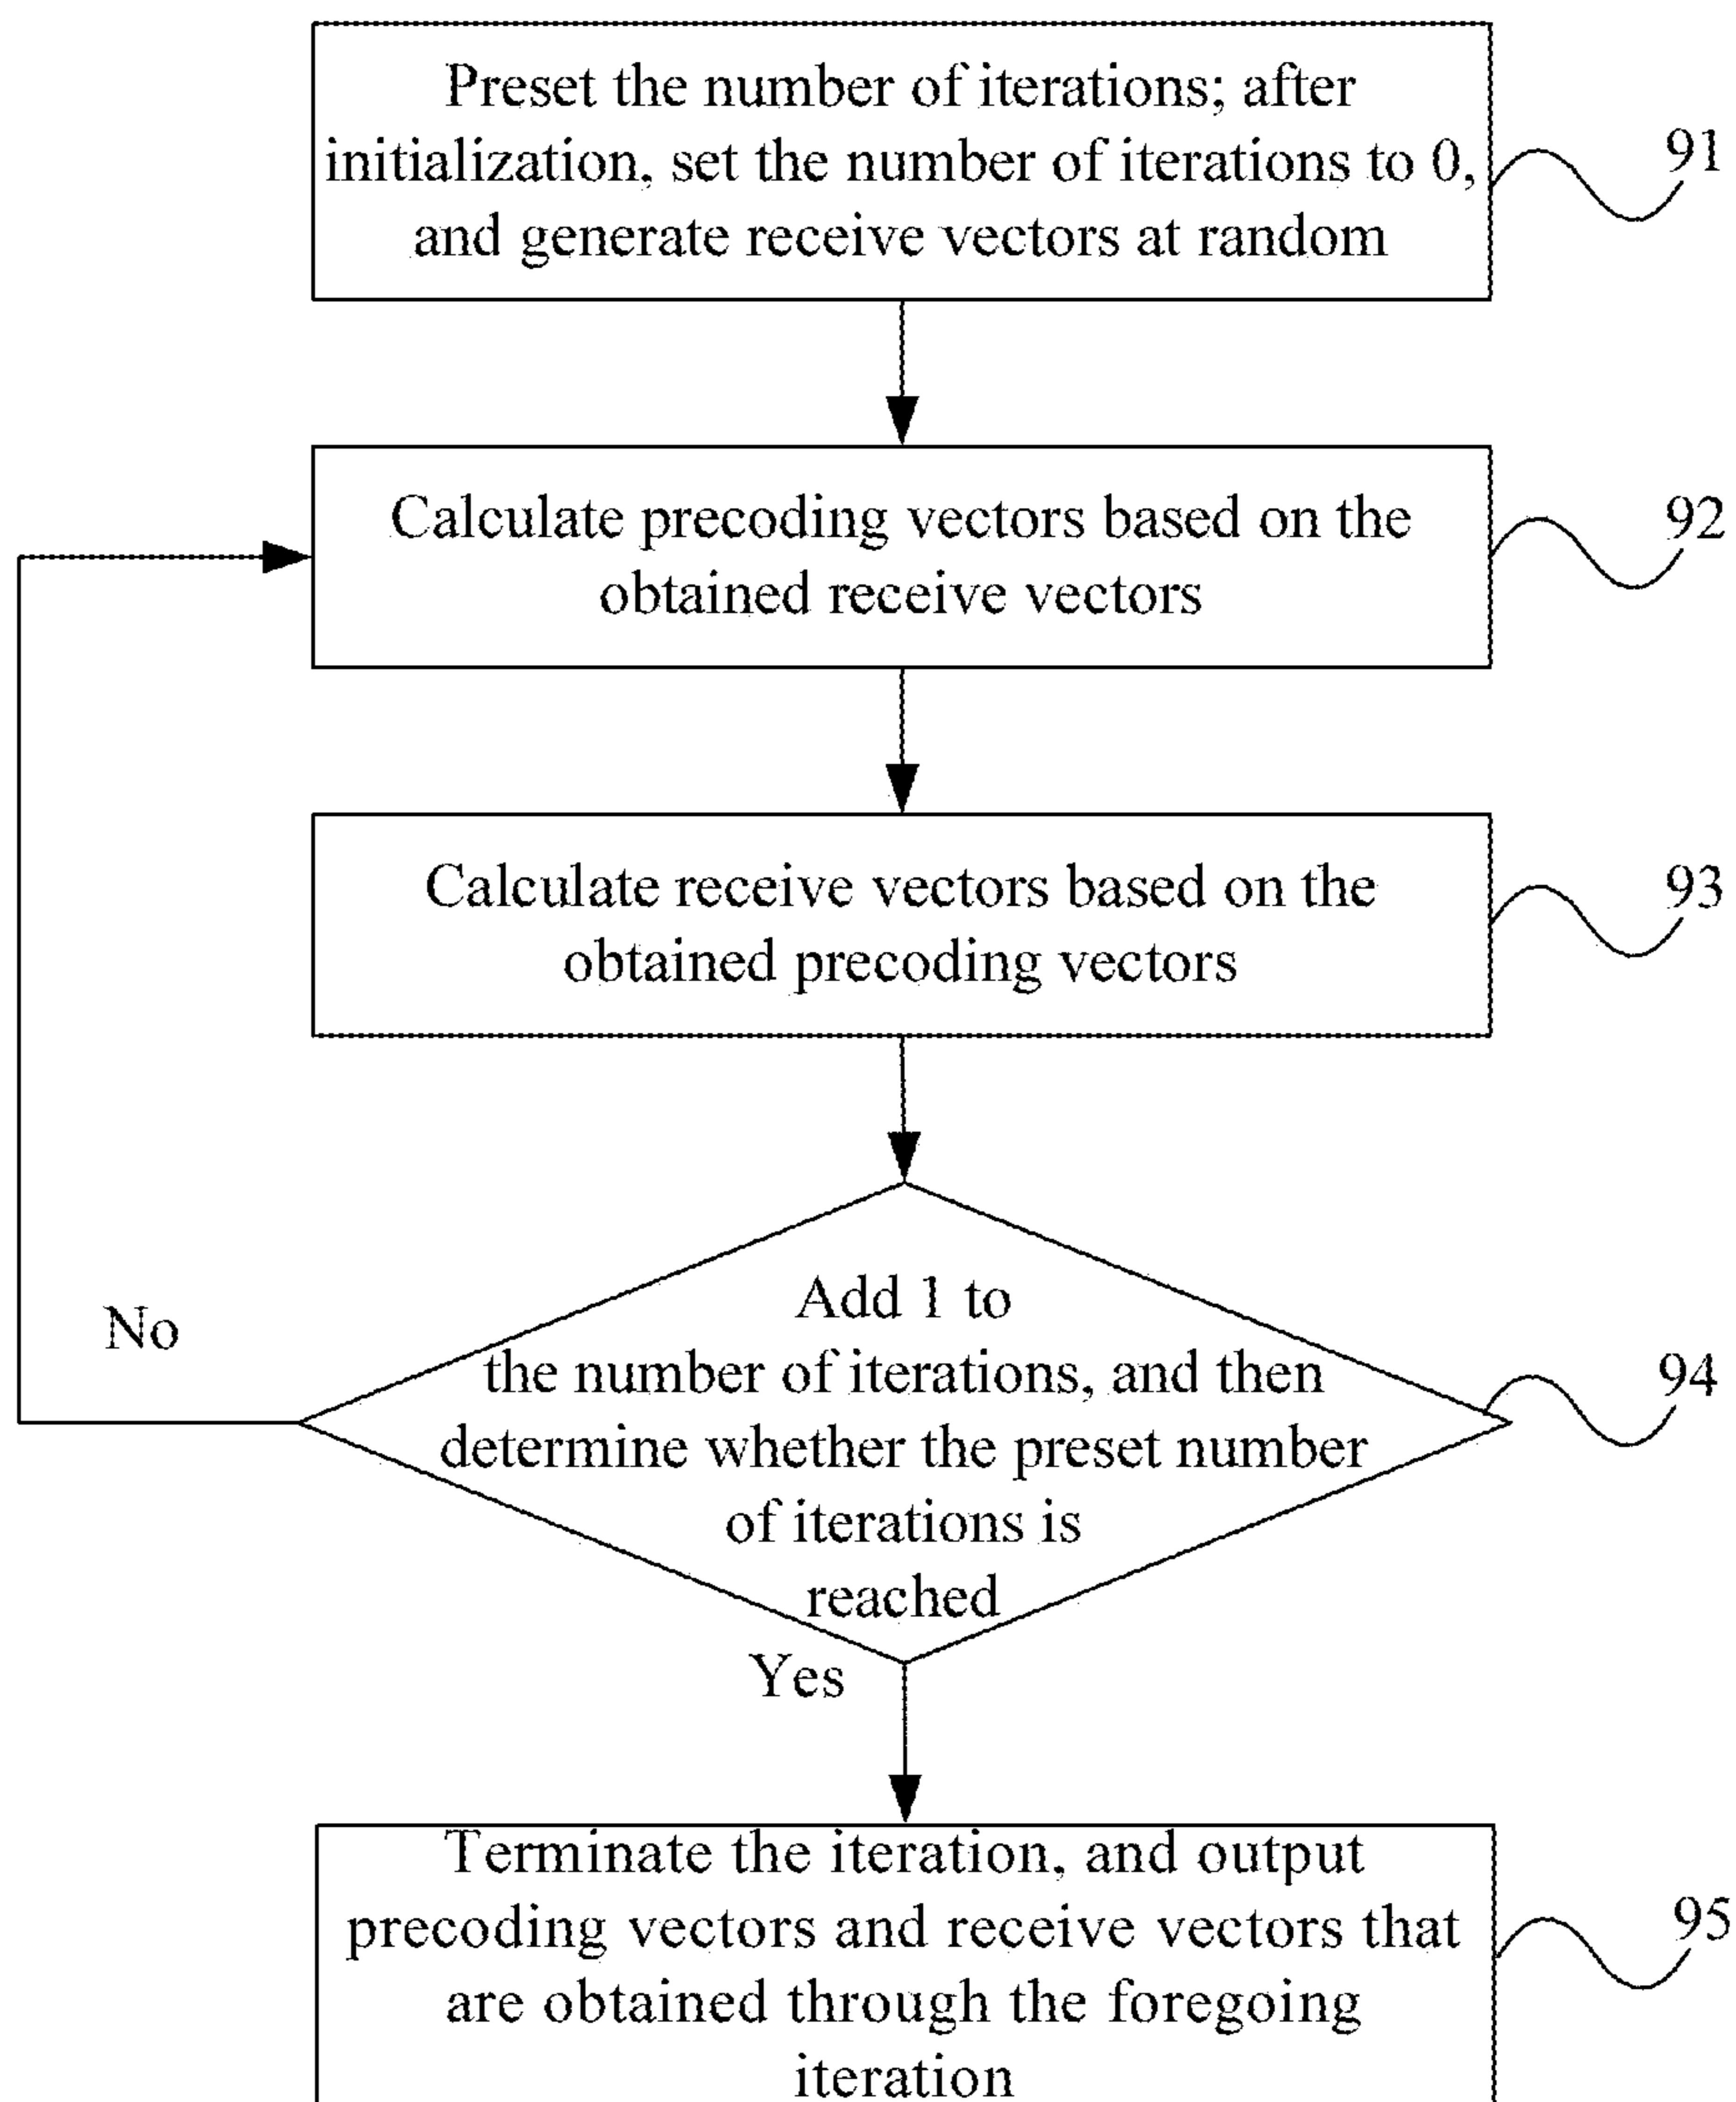 Preset the number of iterations; after
initialization, set the number of iterations to 0,
and generate receive vectors at random
91
Calculate precoding vectors based on the
obtained receive vectors
92
Calculate receive vectors based on the
obtained precoding vectors
93
No
Add 1 to
the number of iterations, and then
determine whether the preset number
of iterations is
reached
94
Yes
Terminate the iteration, and output
precoding vectors and receive vectors that
are obtained through the foregoing
iteration
95